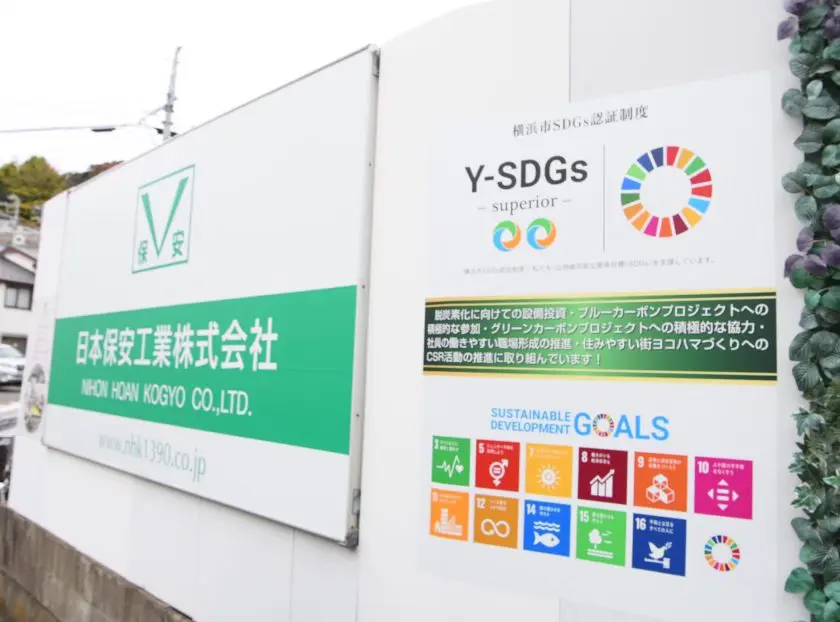 保安
日本保安工業株式会社
NIHON HOAN KOGYO CO.,LTD.
www.nhk1390.co.jp
横浜市SDGs認証制度
Y-SDGs
- superior -
脱炭素化に向けての設備投資・ブルーカーボンプロジェクトへの
積極的な参加・グリーンカーボンプロジェクトへの積極的な協力・
社員の働きやすい職場形成の推進・住みやすい街ヨコハマづくりへの
CSR活動の推進に取り組んでいます！
SUSTAINABLE
DEVELOPMENT
GOALS
3
5
7
8
9
10
11
12
14
15
16